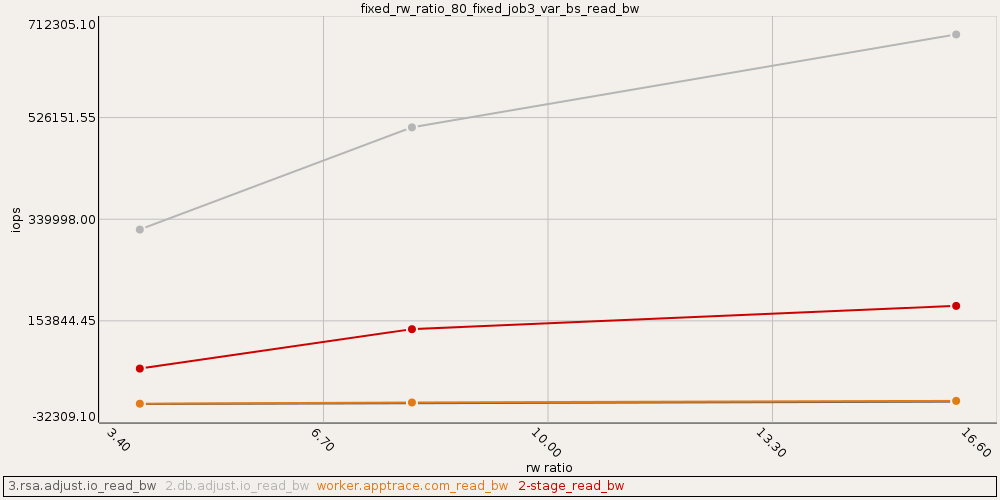 fixed_rw_ratio_80_fixed_job3_var_bs_read_bw
712305.10
526151.55
339998.00
153844.45
-32309.10
iops
3.40
6.70
10.00
13.30
16.60
rw ratio
3.rsa.adjust.io_read_bw 2.db.adjust.io_read_bw worker.apptrace.com_read_bw 2-stage_read_bw